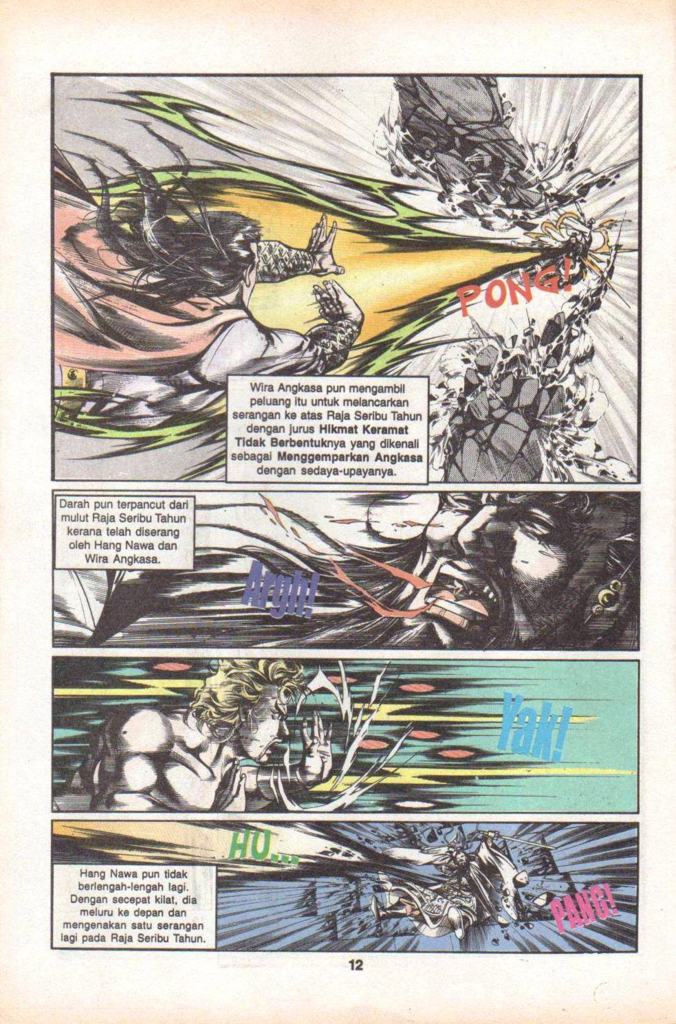 PONG!
Wira Angkasa pun mengambil
peluang itu untuk melancarkan
serangan ke atas Raja Seribu Tahun
dengan jurus Hikmat Keramat
Tidak Berbentuknya yang dikenali
sebagai Menggemparkan Angkasa
dengan sedaya-upayanya.
Darah pun terpancut dari
mulut Raja Seribu Tahun
kerana telah diserang
oleh Hang Nawa dan
Wira Angkasa.
Argh!
Yak!
HU...
Hang Nawa pun tidak
berlengah-lengah lagi.
Dengan secepat kilat, dia
meluru ke depan dan
mengenakan satu serangan
lagi pada Raja Seribu Tahun.
PANG!
12